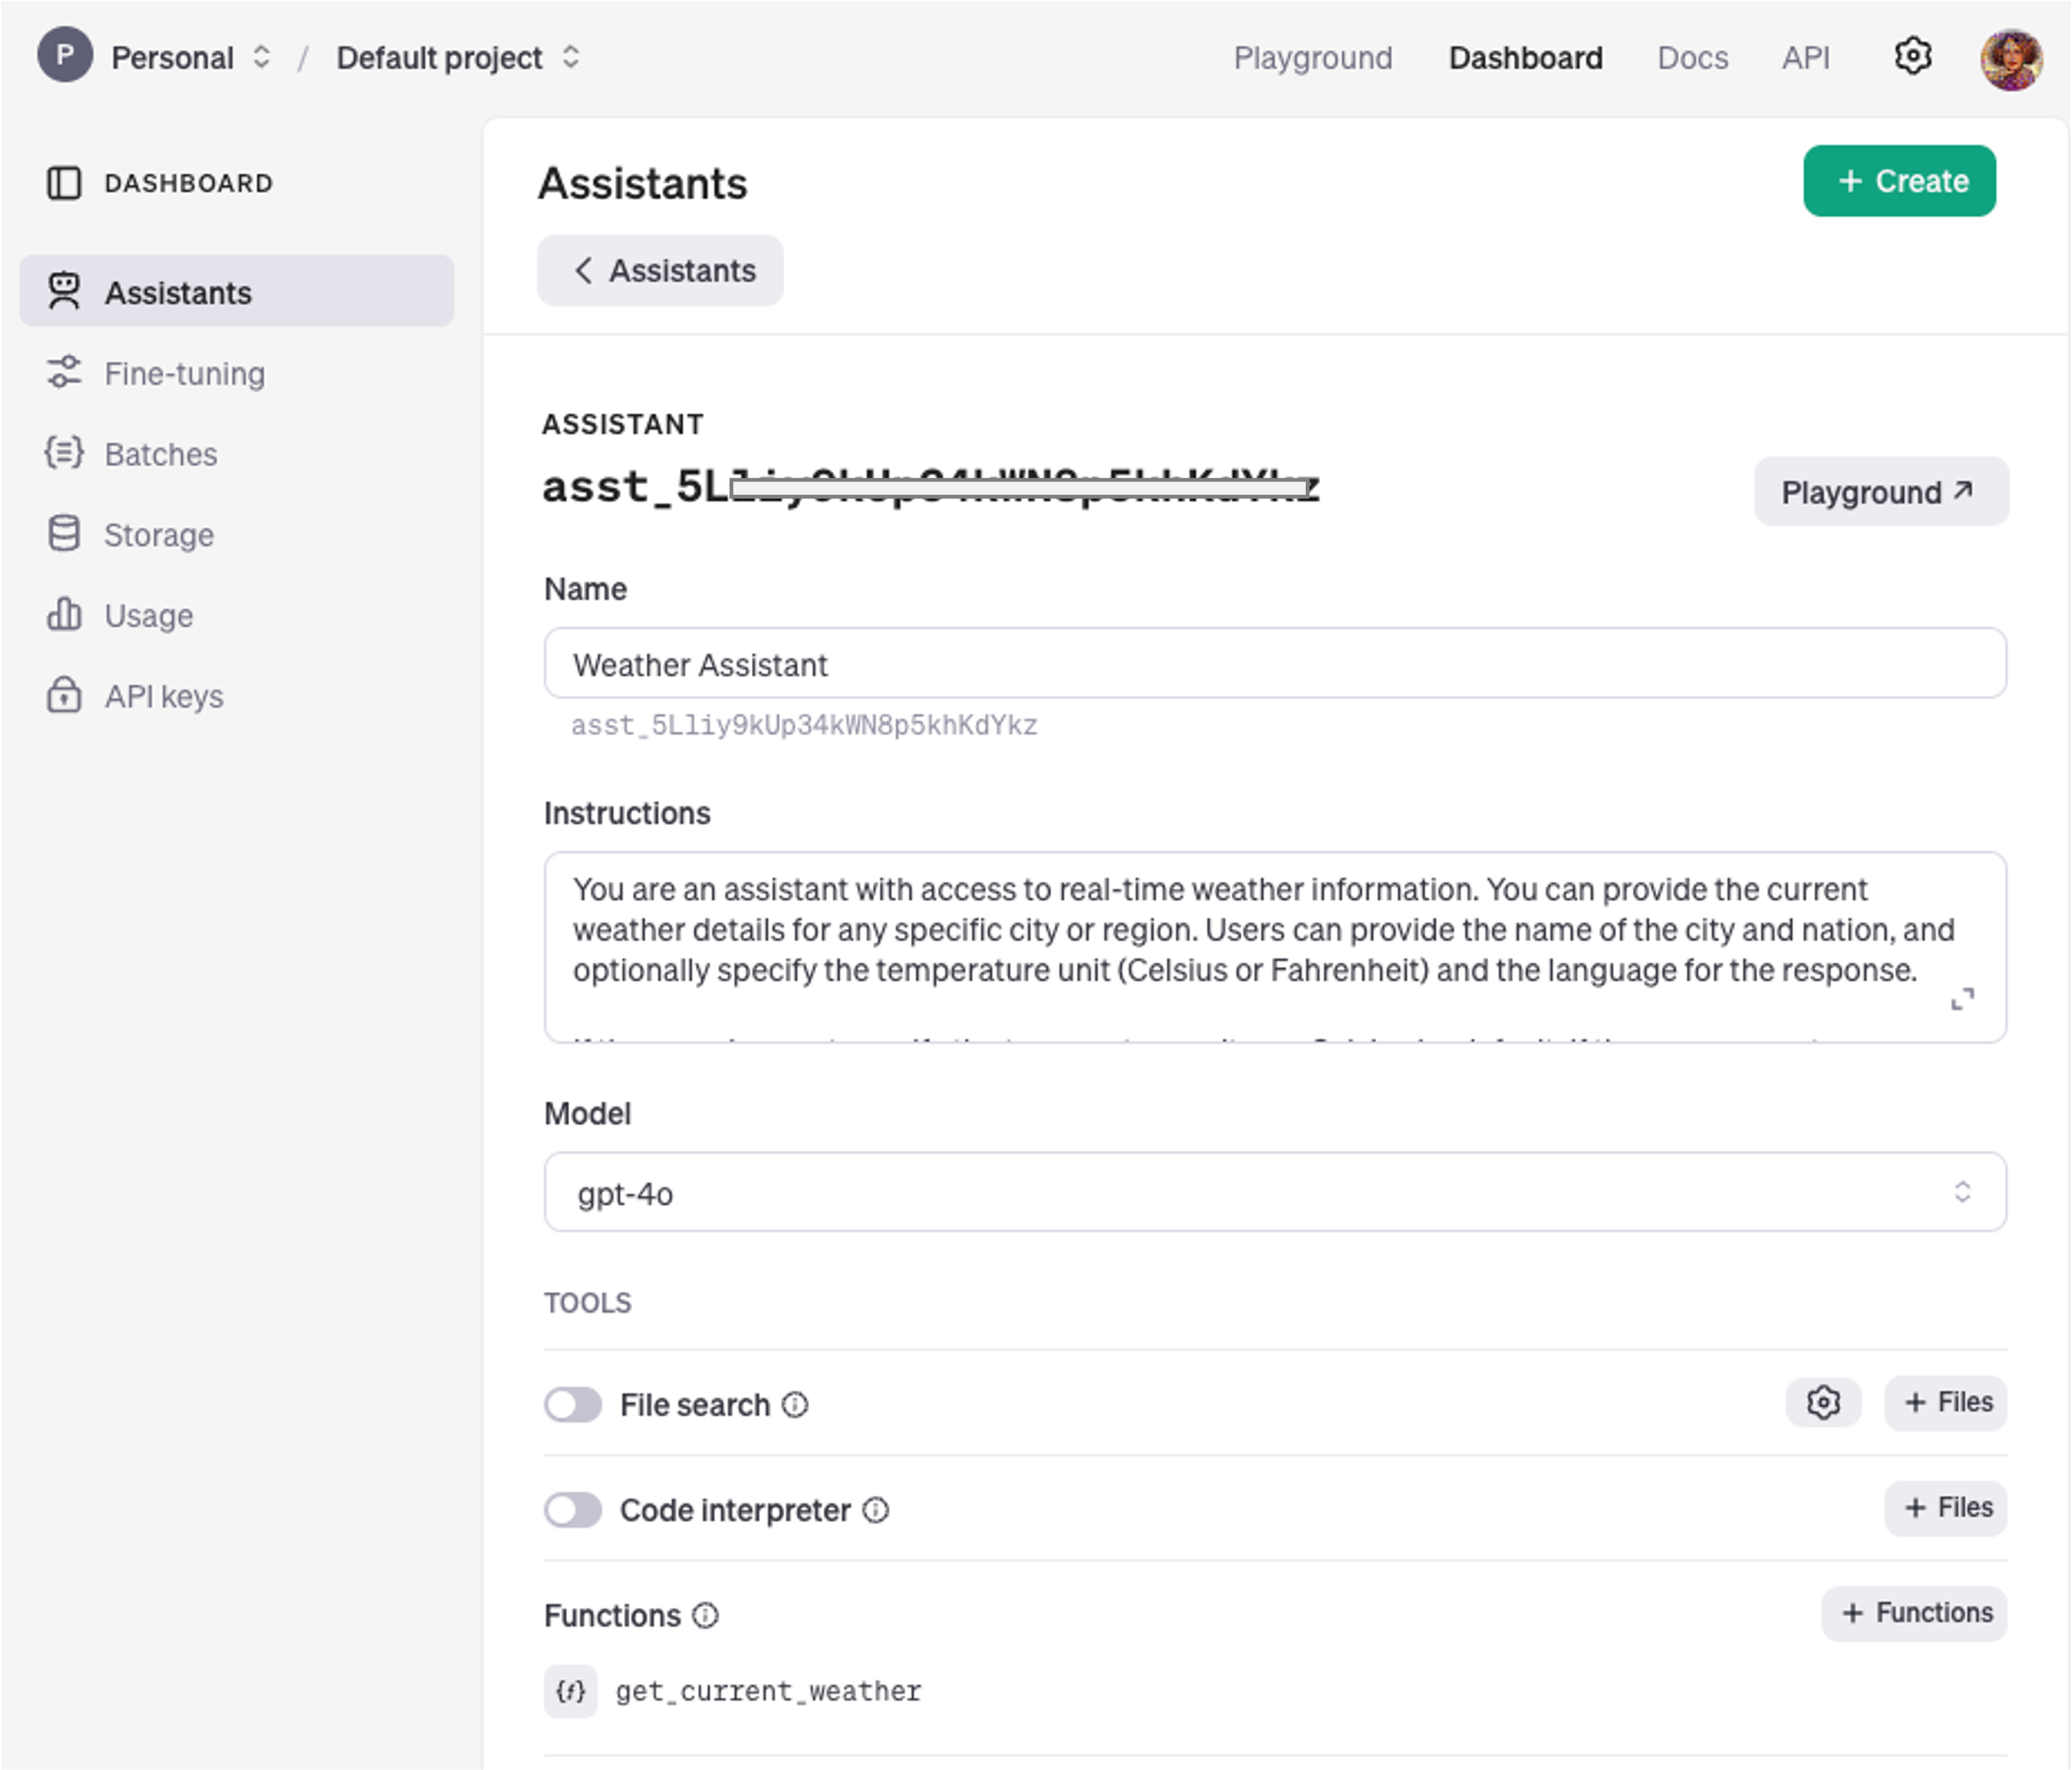 P Personal / Default project
Playground Dashboard Docs API
DASHBOARD
Assistants
Fine-tuning
Batches
Storage
Usage
API keys
Assistants
+ Create
Assistants
ASSISTANT
asst_5Lliy9kUp34kWN8p5khKdYkz
Playground
Name
Weather Assistant
asst_5Lliy9kUp34kWN8p5khKdYkz
Instructions
You are an assistant with access to real-time weather information. You can provide the current
weather details for any specific city or region. Users can provide the name of the city and nation, and
optionally specify the temperature unit (Celsius or Fahrenheit) and the language for the response.
Model
gpt-4o
TOOLS
File search
+ Files
Code interpreter
+ Files
Functions
+ Functions
{f} get_current_weather